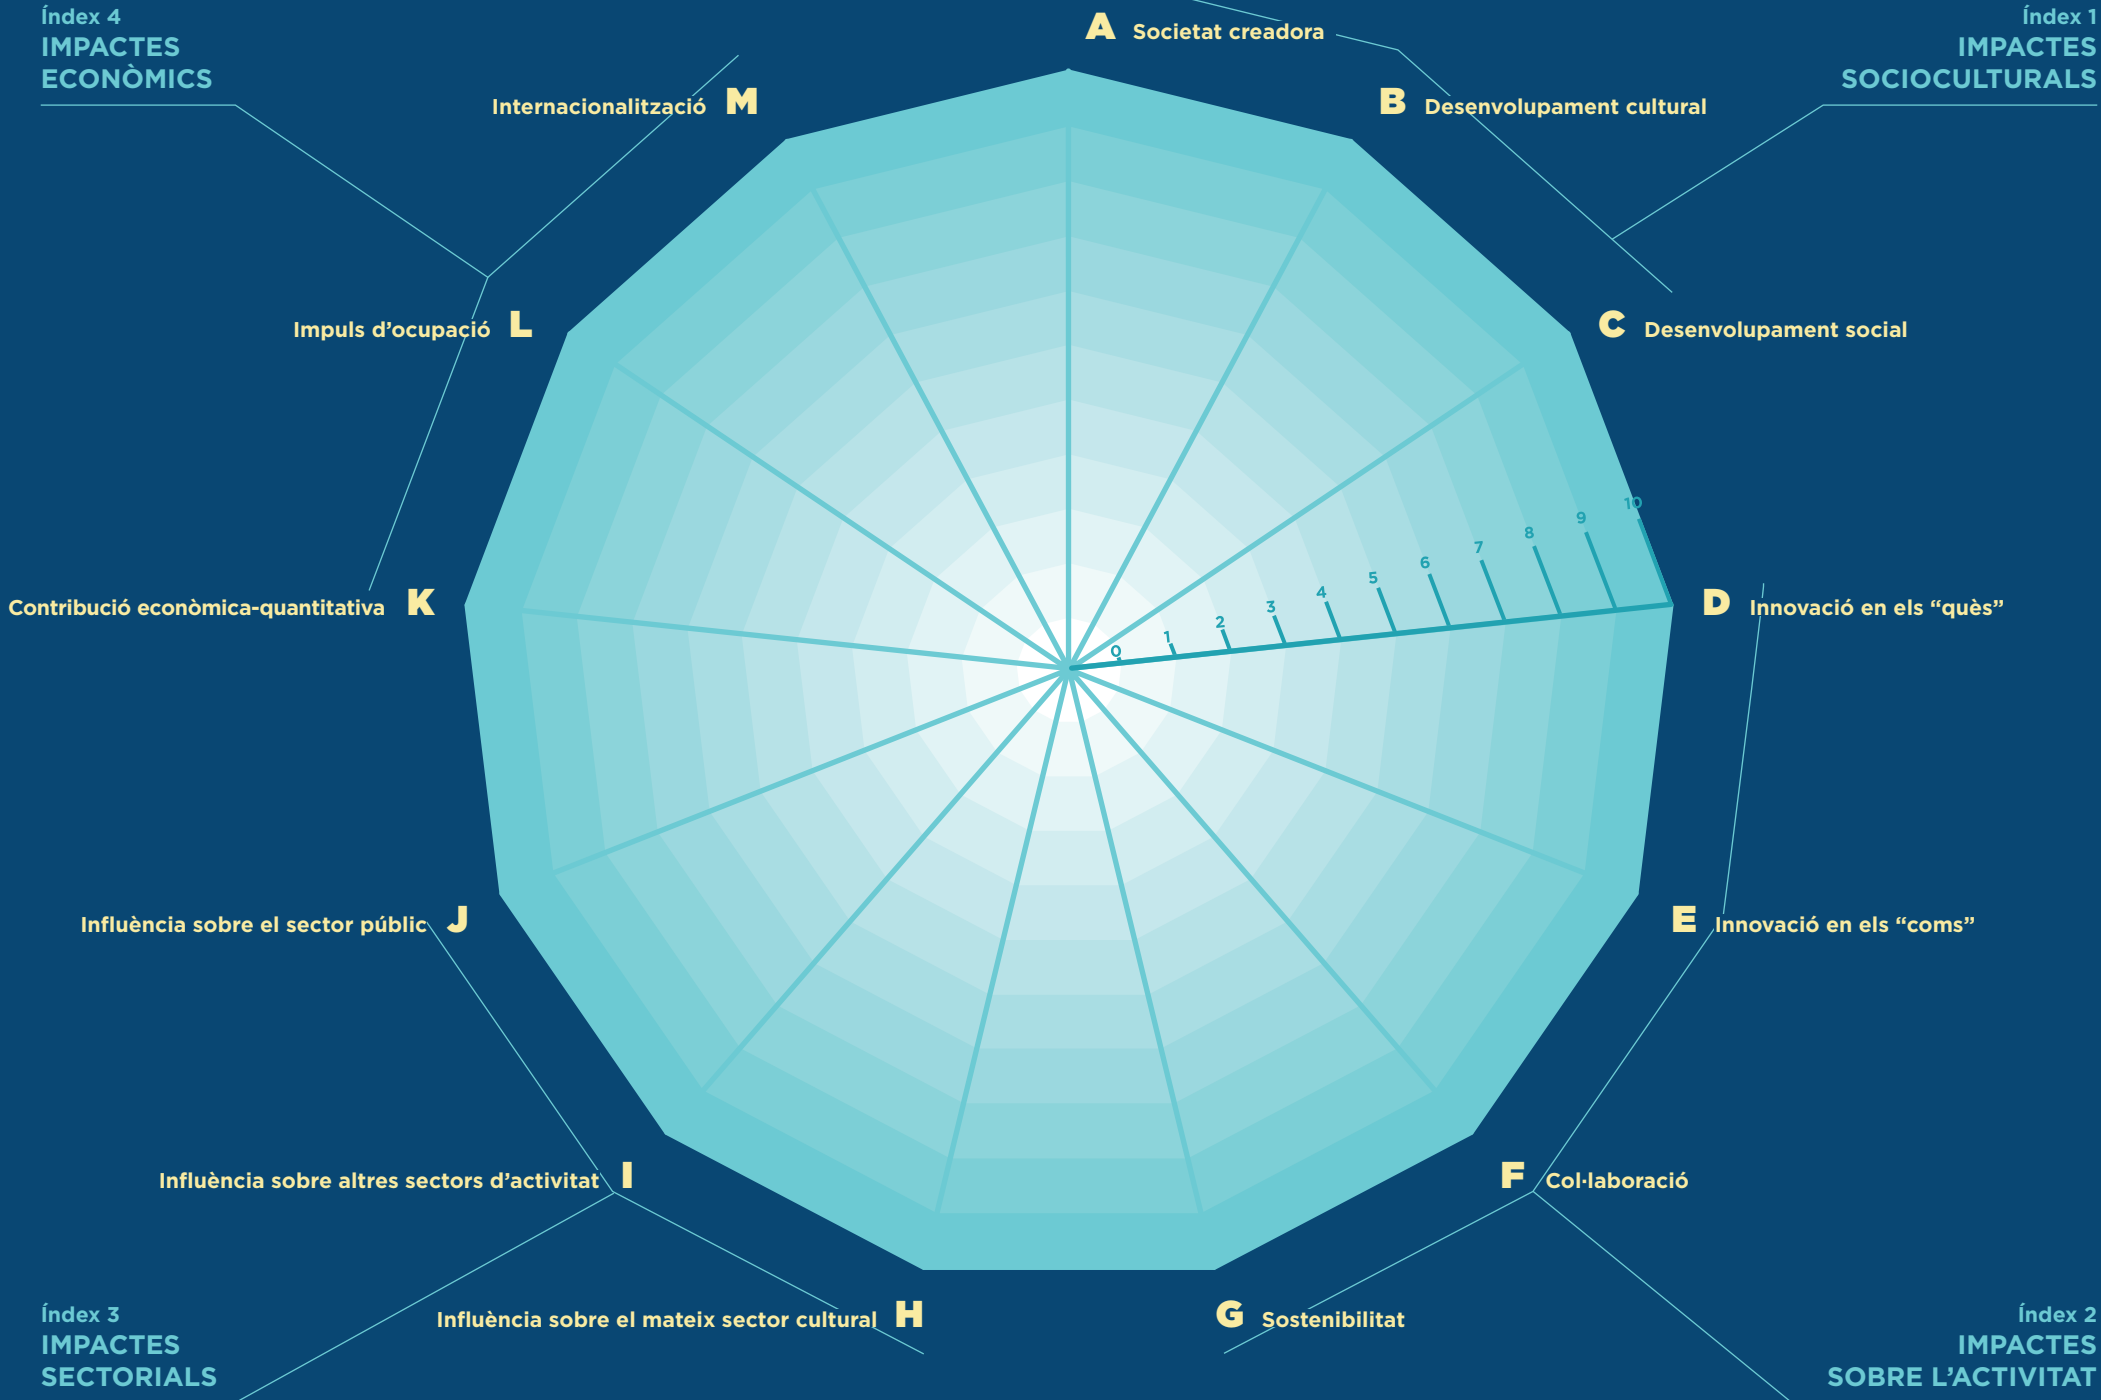 Índex 4
IMPACTES
ECONÒMICS
Índex 1
IMPACTES
SOCIOCULTURALS
A Societat creadora
B Desenvolupament cultural
C Desenvolupament social
D Innovació en els “quès”
E Innovació en els “coms”
F Col·laboració
G Sostenibilitat
H Influència sobre el mateix sector cultural
I Influència sobre altres sectors d’activitat
J Influència sobre el sector públic
K Contribució econòmica-quantitativa
L Impuls d’ocupació
M Internacionalització
0 1 2 3 4 5 6 7 8 9 10
Índex 3
IMPACTES
SECTORIALS
Índex 2
IMPACTES
SOBRE L’ACTIVITAT